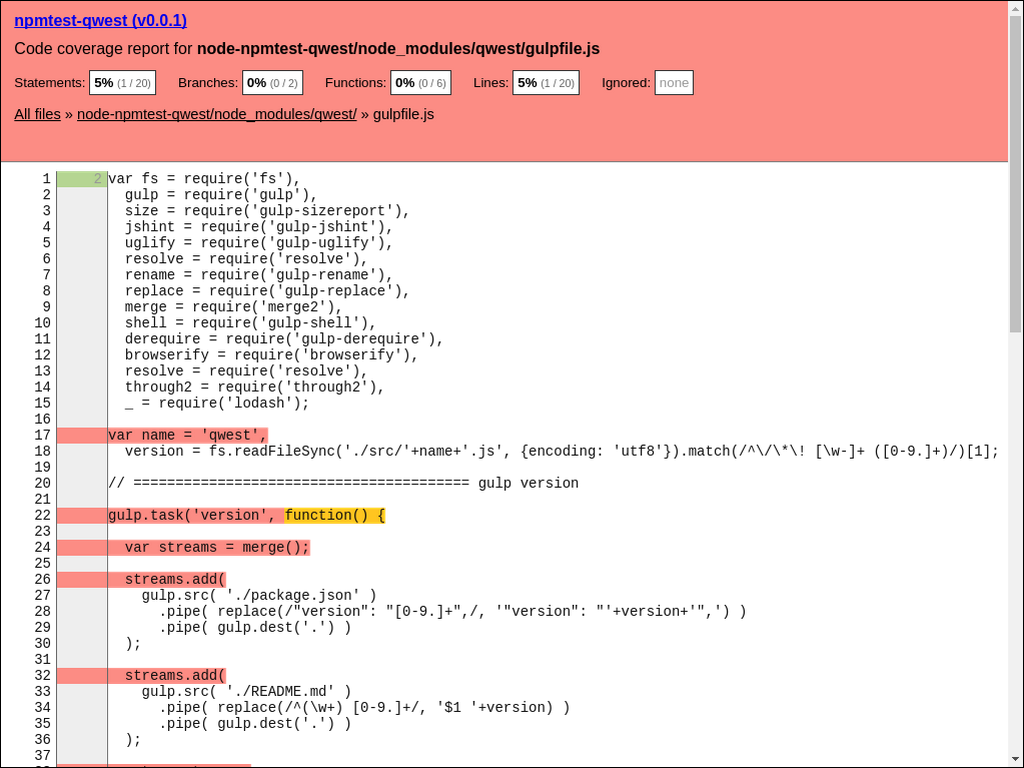 npmtest-qwest (v0.0.1)
Code coverage report for node-npmtest-qwest/node_modules/qwest/gulpfile.js
Statements: 5% (1 / 20) Branches: 0% (0 / 2) Functions: 0% (0 / 6) Lines: 5% (1 / 20) Ignored: none
All files » node-npmtest-qwest/node_modules/qwest/ » gulpfile.js
1 2 var fs = require('fs'),
2 gulp = require('gulp'),
3 size = require('gulp-sizereport'),
4 jshint = require('gulp-jshint'),
5 uglify = require('gulp-uglify'),
6 resolve = require('resolve'),
7 rename = require('gulp-rename'),
8 replace = require('gulp-replace'),
9 merge = require('merge2'),
10 shell = require('gulp-shell'),
11 derequire = require('gulp-derequire'),
12 browserify = require('browserify'),
13 resolve = require('resolve'),
14 through2 = require('through2'),
15 _ = require('lodash');
16
17 var name = 'qwest',
18 version = fs.readFileSync('./src/'+name+'.js', {encoding: 'utf8'}).match(/^\/\*\! [\w-]+ ([0-9.]+)/)[1];
19
20 // ======================================== gulp version
21
22 gulp.task('version', function() {
23
24 var streams = merge();
25
26 streams.add(
27 gulp.src( './package.json' )
28 .pipe( replace(/"version": "[0-9.]+",/, '"version": "'+version+'",') )
29 .pipe( gulp.dest('.') )
30 );
31
32 streams.add(
33 gulp.src( './README.md' )
34 .pipe( replace(/^(\w+) [0-9.]+/, '$1 '+version) )
35 .pipe( gulp.dest('.') )
36 );
37